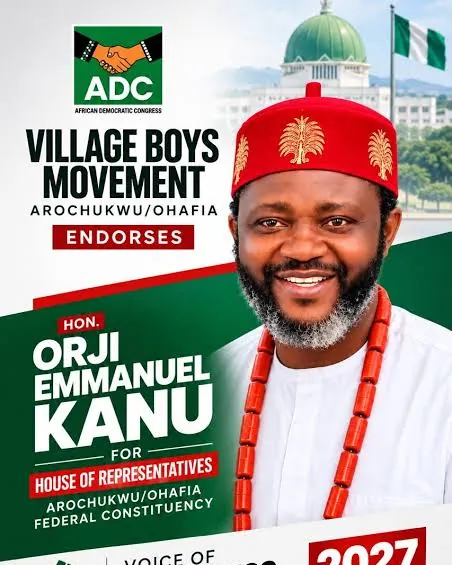 ADC
AFRICAN DEMOCRATIC CONGRESS
VILLAGE BOYS
MOVEMENT
AROCHUKWU/OHAFIA
ENDORSES
HON.
ORJI
EMMANUEL
KANU
FOR
HOUSE OF REPRESENTATIVES
AROCHUKWU/OHAFIA
FEDERAL CONSTITUENCY
VOICE OF
2027